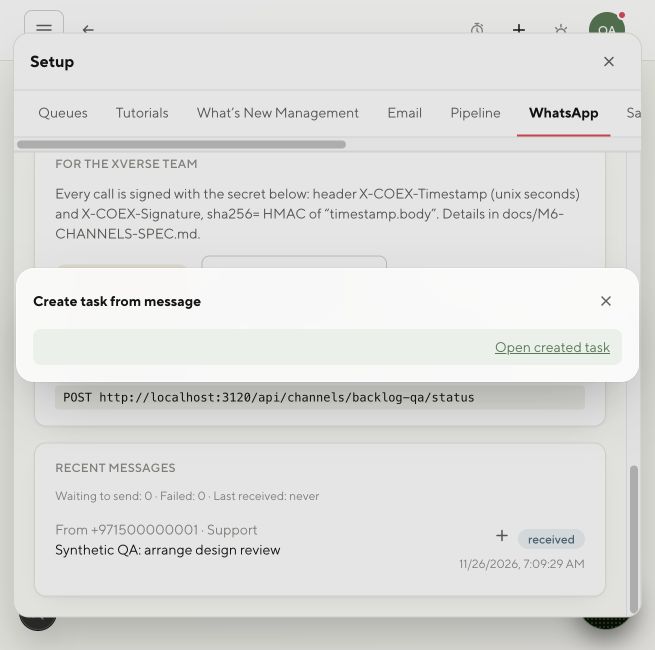 QA
Setup
Queues Tutorials What's New Management Email Pipeline WhatsApp Sa
FOR THE XVERSE TEAM
Every call is signed with the secret below: header X-COEX-Timestamp (unix seconds)
and X-COEX-Signature, sha256= HMAC of “timestamp.body”. Details in docs/M6-
CHANNELS-SPEC.md.
Create task from message
Open created task
POST http://localhost:3120/api/channels/backlog-qa/status
RECENT MESSAGES
Waiting to send: 0 · Failed: 0 · Last received: never
From +971500000001 · Support
received
Synthetic QA: arrange design review
11/26/2026, 7:09:29 AM